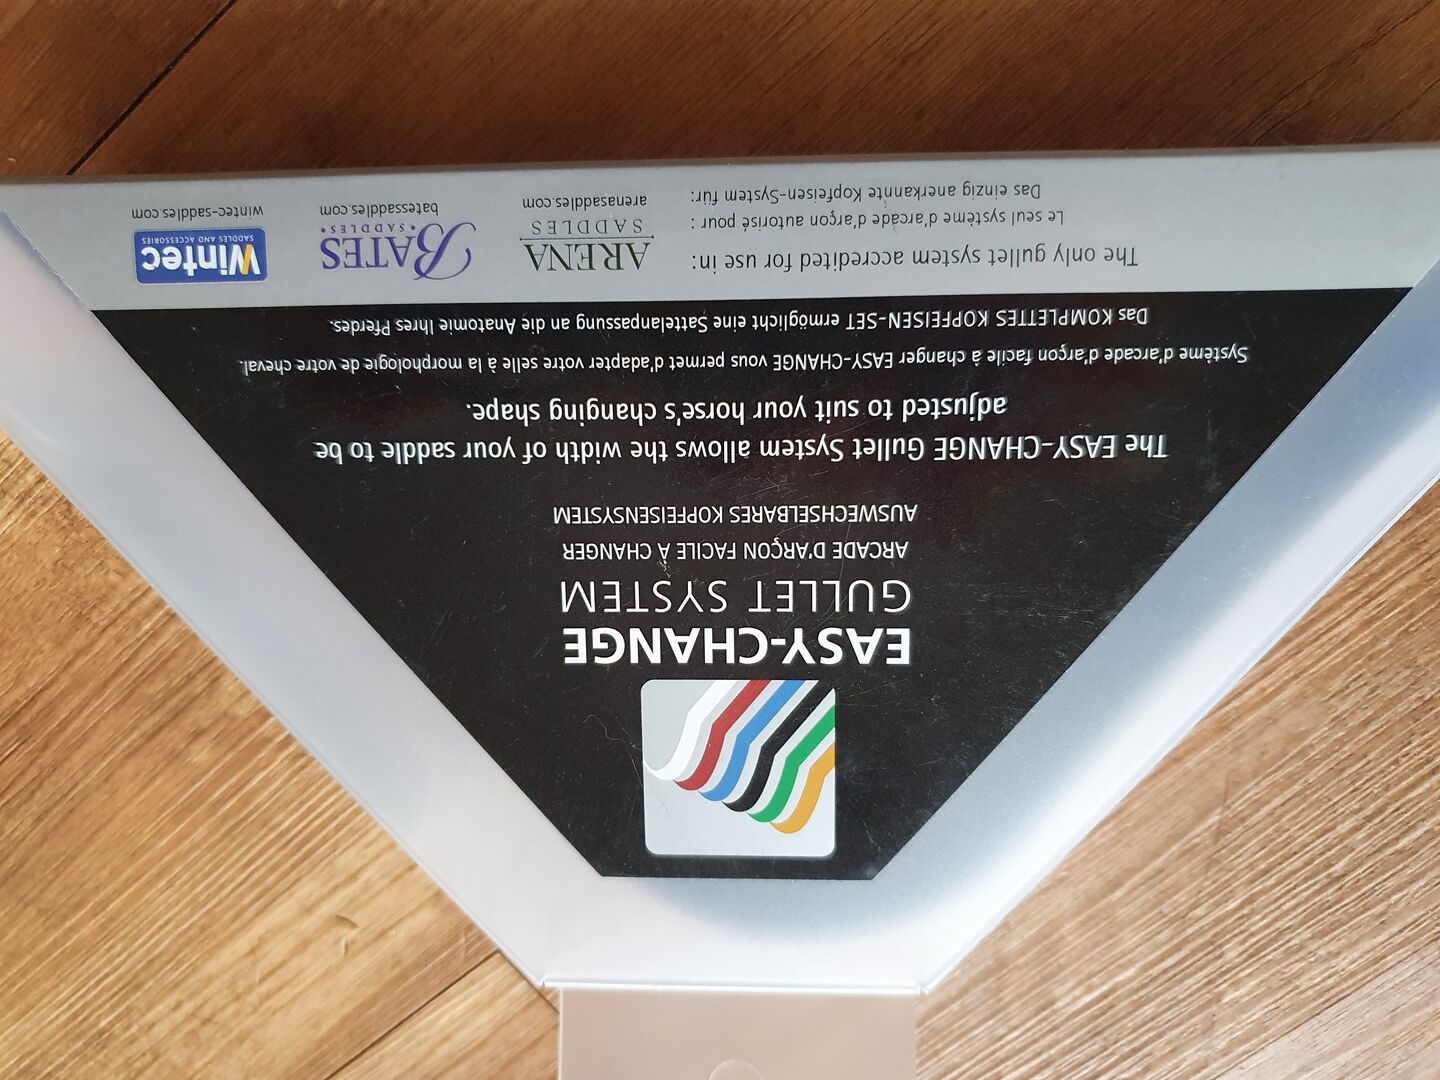 EASY-CHANGE
GULLET SYSTEM
ARCADE D'ARÇON FACILE À CHANGER
AUSWECHSELBARES KOPFEISENSYSTEM
The EASY-CHANGE Gullet System allows the width of your saddle to be
adjusted to suit your horse's changing shape.
Système d'arcade d'arçon facile à changer EASY-CHANGE vous permet d'adapter votre selle à la morphologie de votre cheval.
Das KOMPLETTES KOPFEISEN-SET ermöglicht eine Sattelanpassung an die Anatomie Ihres Pferdes.
The only gullet system accredited for use in:
Le seul système d'arcade d'arçon autorisé pour :
Das einzig anerkannte Kopfeisen-System für:
ARENA
SADDLES
arenasaddles.com
BATES
SADDLES
batessaddles.com
Wintec
SADDLES AND ACCESSORIES
wintec-saddles.com